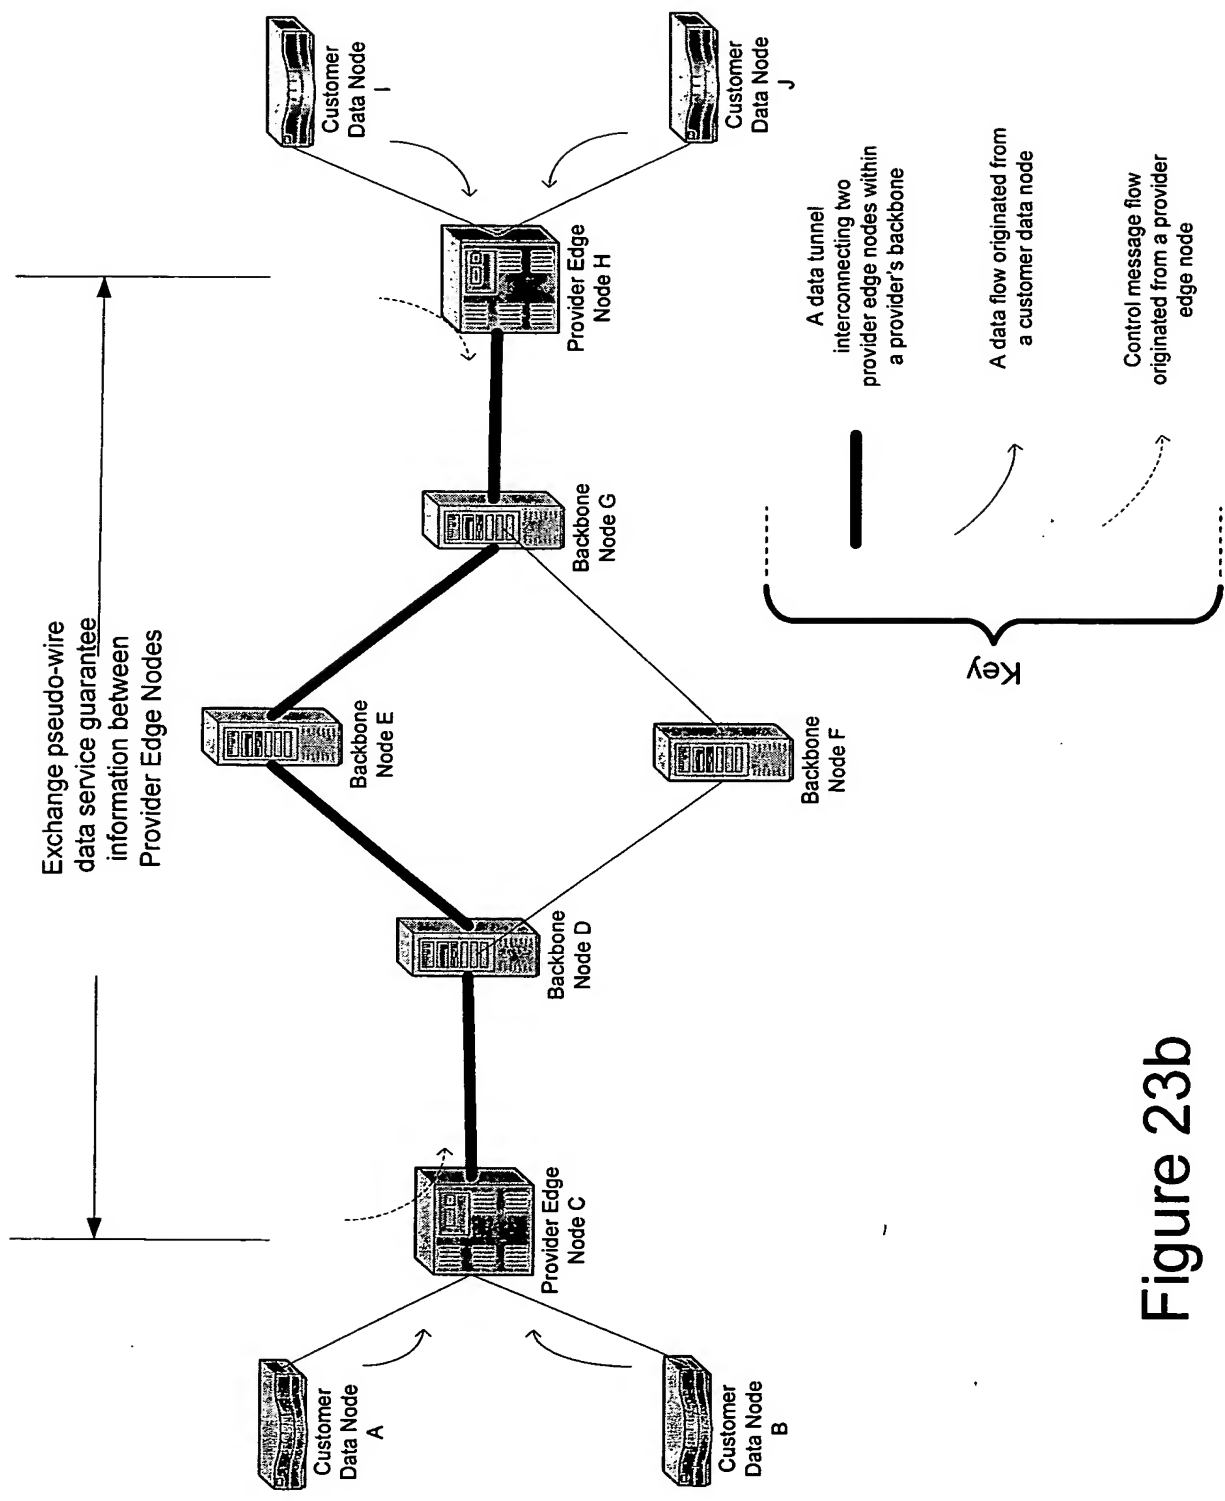 Exchange pseudo-wire
data service guarantee
information between
Provider Edge Nodes
Customer
Data Node
A
Customer
Data Node
B
Provider Edge
Node C
Backbone
Node D
Backbone
Node E
Backbone
Node F
Backbone
Node G
Provider Edge
Node H
Customer
Data Node
I
Customer
Data Node
J
Key
A data tunnel
interconnecting two
provider edge nodes within
a provider's backbone
A data flow originated from
a customer data node
Control message flow
originated from a provider
edge node
Figure 23b